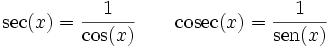 sec(x) = 1/cos(x)    cosec(x) = 1/sen(x)